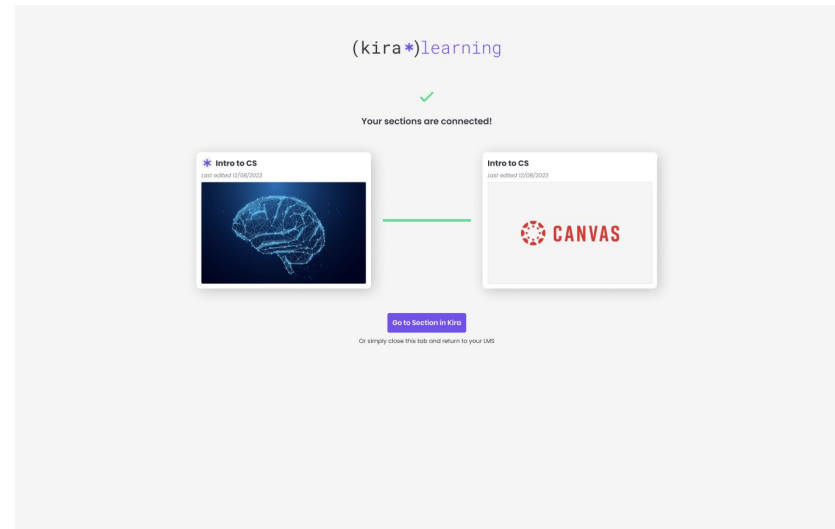 (kira*)learning
Your sections are connected!
* Intro to CS
Last edited 12/08/2023
Intro to CS
Last edited 12/08/2023
CANVAS
Go to Section in Kira
Or simply close this tab and return to your LMS